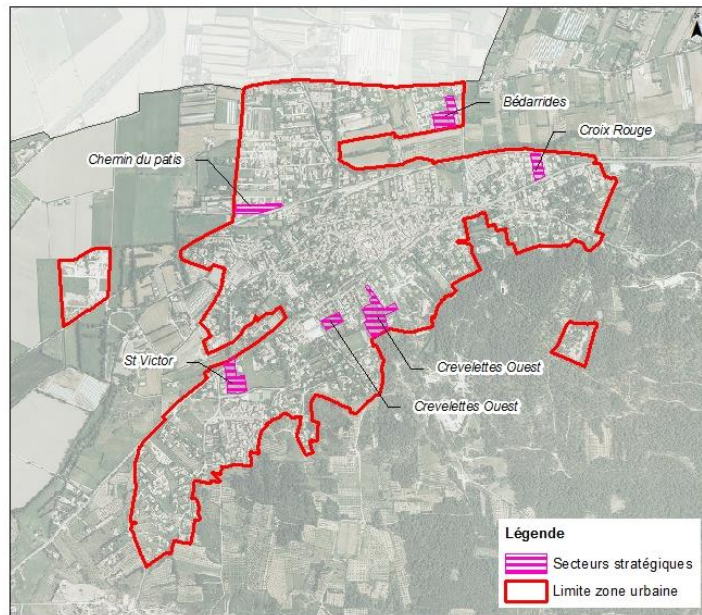 Bédarrides
Croix Rouge
Chemin du patis
St Victor
Crevelettes Ouest
Crevelettes Ouest
Légende
Secteurs stratégiques
Limite zone urbaine